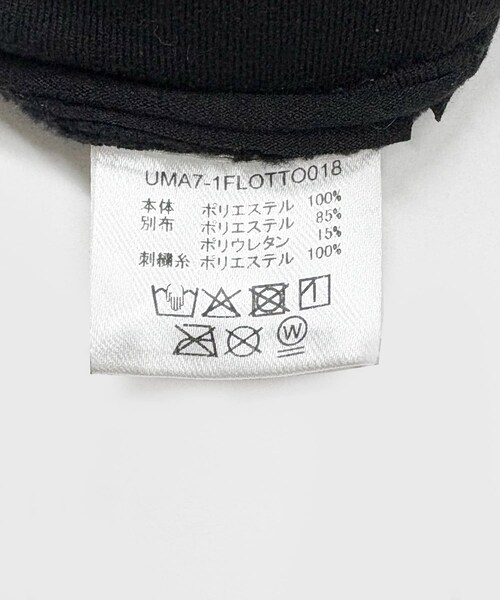 UMA7-1FLOTTO018
本体 ポリエステル 100%
別布 ポリエステル 85%
ポリウレタン 15%
刺繍糸 ポリエステル 100%
W